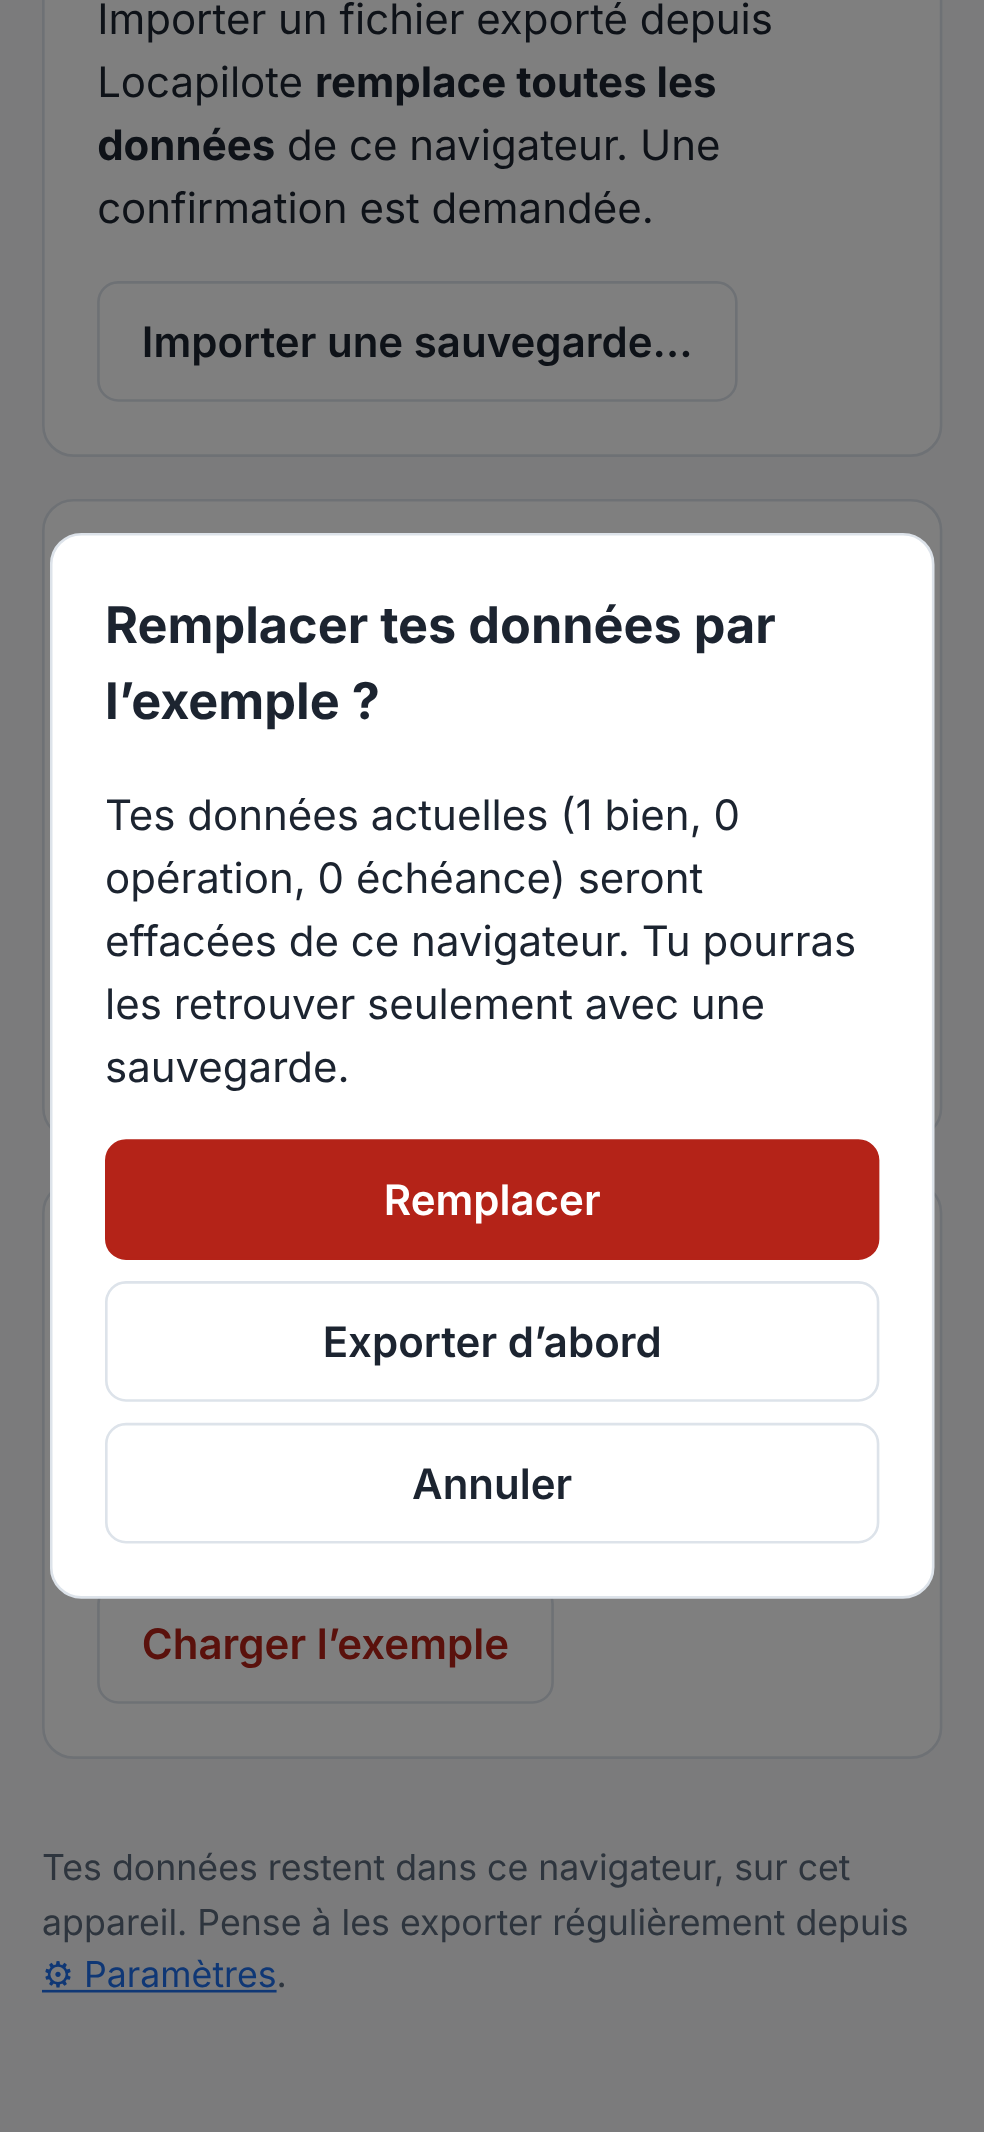 Importer un fichier exporté depuis
Locapilote remplace toutes les
données de ce navigateur. Une
confirmation est demandée.
Importer une sauvegarde…
Remplacer tes données par
l’exemple ?
Tes données actuelles (1 bien, 0
opération, 0 échéance) seront
effacées de ce navigateur. Tu pourras
les retrouver seulement avec une
sauvegarde.
Remplacer
Exporter d’abord
Annuler
Charger l’exemple
Tes données restent dans ce navigateur, sur cet
appareil. Pense à les exporter régulièrement depuis
⚙ Paramètres.